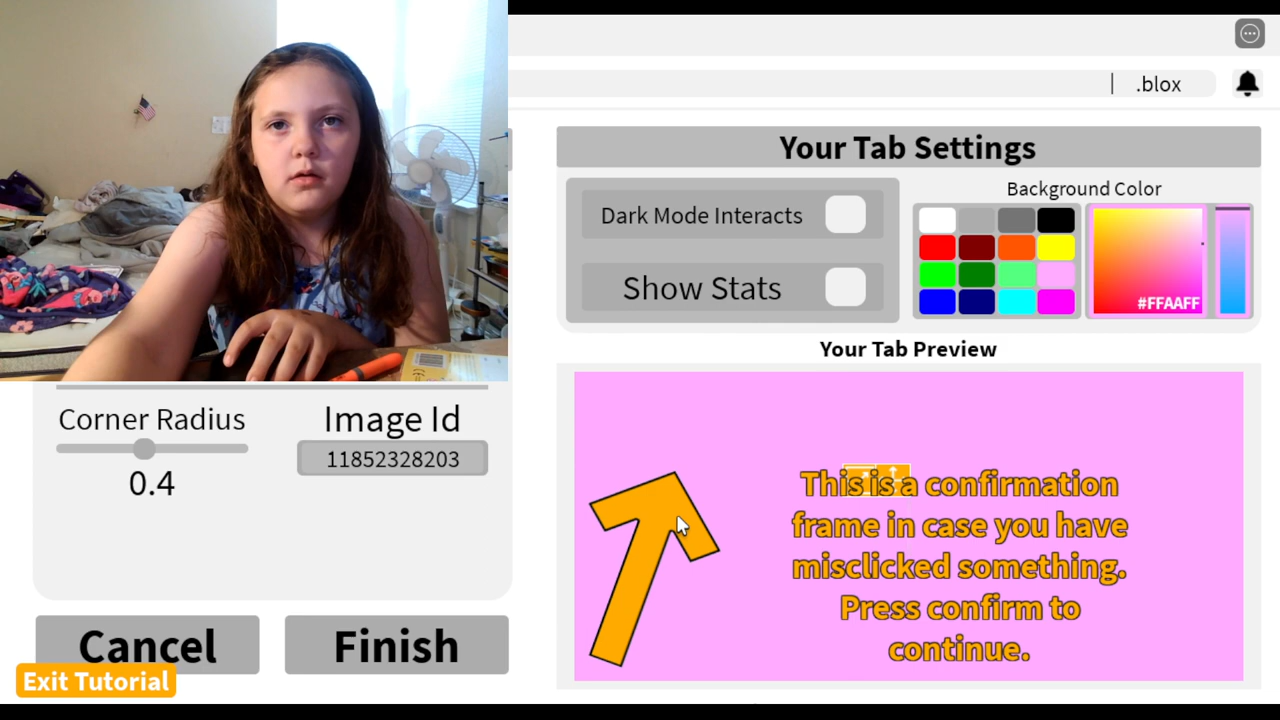 .blox
Your Tab Settings
Dark Mode Interacts
Show Stats
Background Color
#FFAAFF
Your Tab Preview
Corner Radius
0.4
Image Id
11852328203
This is a confirmation
frame in case you have
misclicked something.
Press confirm to
continue.
Cancel
Finish
Exit Tutorial